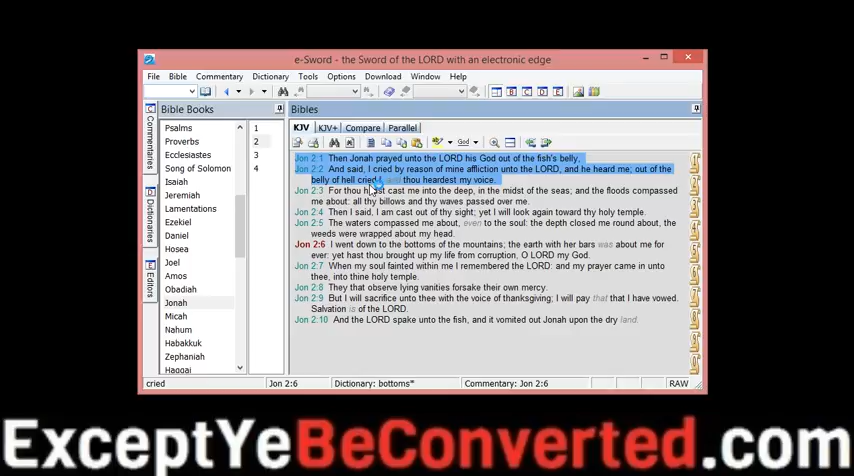 e-Sword - the Sword of the LORD with an electronic edge
File Bible Commentary Dictionary Tools Options Download Window Help
B C D E
Bible Books
Bibles
KJV KJV+ Compare Parallel
Commentaries
Dictionaries
Editors
Psalms
Proverbs
Ecclesiastes
Song of Solomon
Isaiah
Jeremiah
Lamentations
Ezekiel
Daniel
Hosea
Joel
Amos
Obadiah
Jonah
Micah
Nahum
Habakkuk
Zephaniah
Haggai
1
2
3
4
God
Jon 2:1 Then Jonah prayed unto the LORD his God out of the fish's belly,
Jon 2:2 And said, I cried by reason of mine affliction unto the LORD, and he heard me; out of the
belly of hell cried I, thou heardest my voice.
Jon 2:3 For thou hadst cast me into the deep, in the midst of the seas; and the floods compassed
me about: all thy billows and thy waves passed over me.
Jon 2:4 Then I said, I am cast out of thy sight; yet I will look again toward thy holy temple.
Jon 2:5 The waters compassed me about, even to the soul: the depth closed me round about, the
weeds were wrapped about my head.
Jon 2:6 I went down to the bottoms of the mountains; the earth with her bars was about me for
ever: yet hast thou brought up my life from corruption, O LORD my God.
Jon 2:7 When my soul fainted within me I remembered the LORD: and my prayer came in unto
thee, into thine holy temple.
Jon 2:8 They that observe lying vanities forsake their own mercy.
Jon 2:9 But I will sacrifice unto thee with the voice of thanksgiving; I will pay that that I have vowed.
Salvation is of the LORD.
Jon 2:10 And the LORD spake unto the fish, and it vomited out Jonah upon the dry land.
cried Jon 2:6 Dictionary: bottoms* Commentary: Jon 2:6 RAW
ExceptYeBeConverted.com